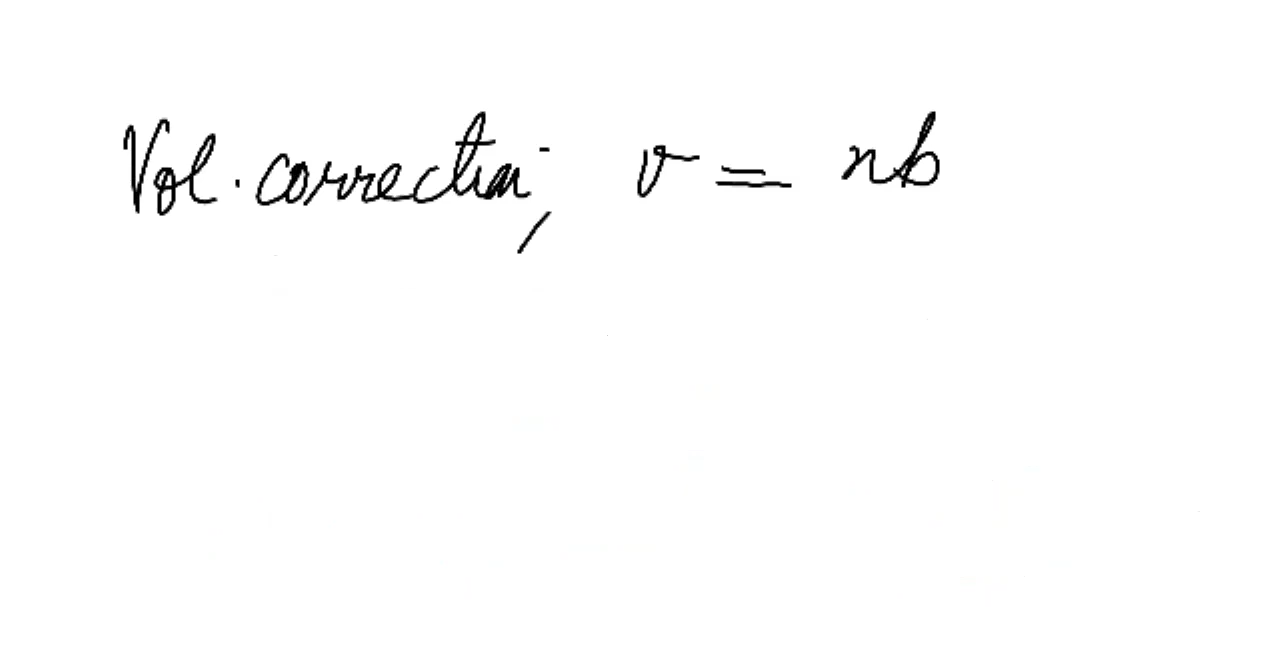 Vol. correction, v = nb